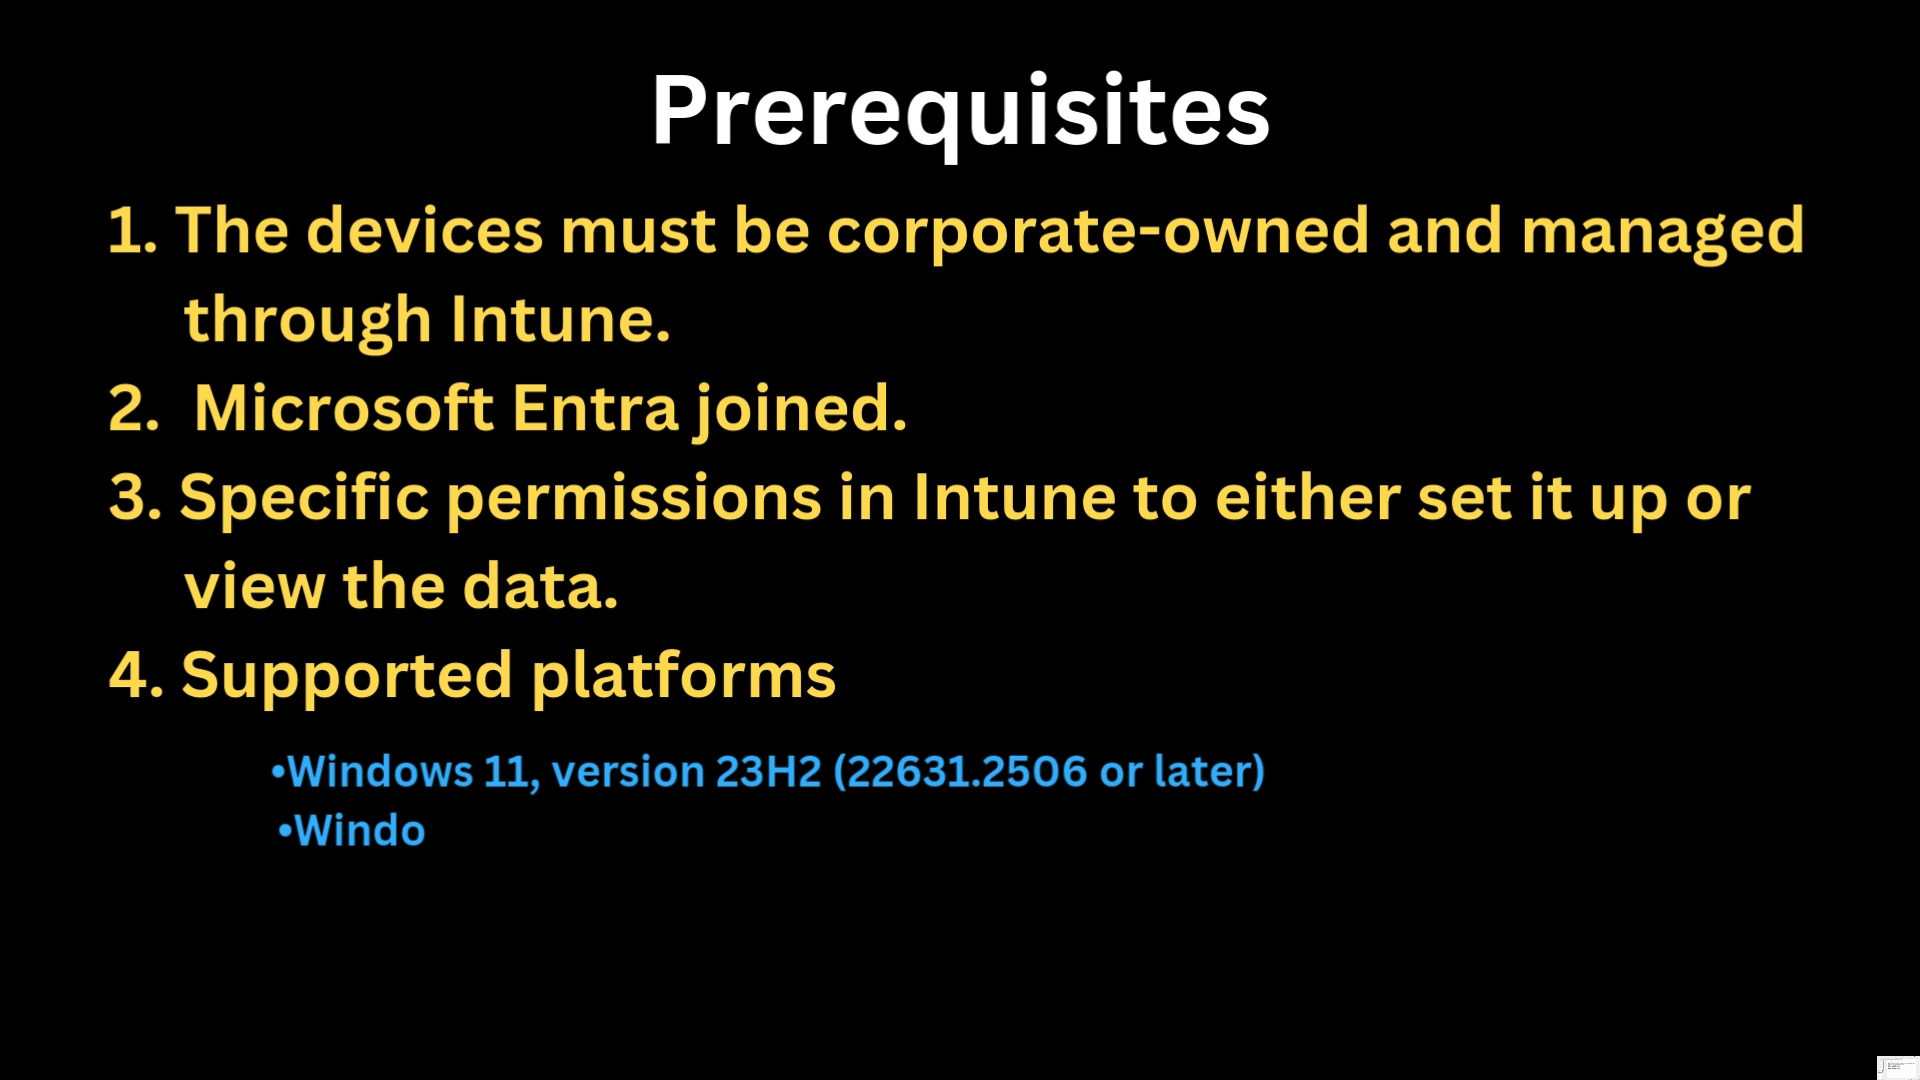 Prerequisites
1. The devices must be corporate-owned and managed
through Intune.
2. Microsoft Entra joined.
3. Specific permissions in Intune to either set it up or
view the data.
4. Supported platforms
•Windows 11, version 23H2 (22631.2506 or later)
•Windo